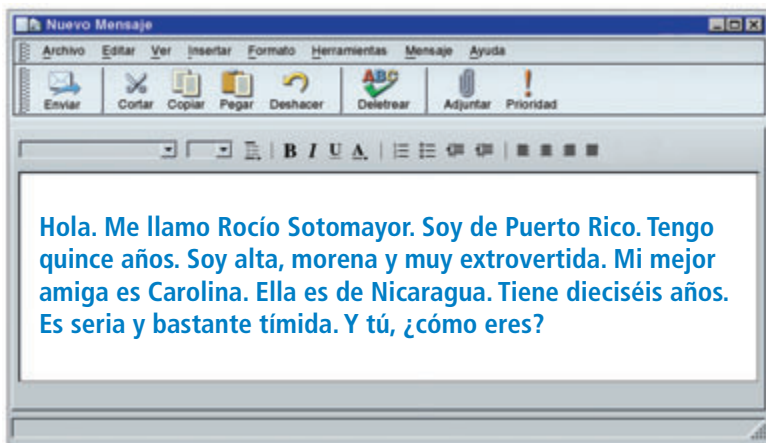 Nuevo Mensaje
Archivo Editar Ver Insertar Formato Herramientas Mensaje Ayuda
Enviar Cortar Copiar Pegar Deshacer Deletrear Adjuntar Prioridad
B I U A
Hola. Me llamo Rocío Sotomayor. Soy de Puerto Rico. Tengo
quince años. Soy alta, morena y muy extrovertida. Mi mejor
amiga es Carolina. Ella es de Nicaragua. Tiene dieciséis años.
Es seria y bastante tímida. Y tú, ¿cómo eres?